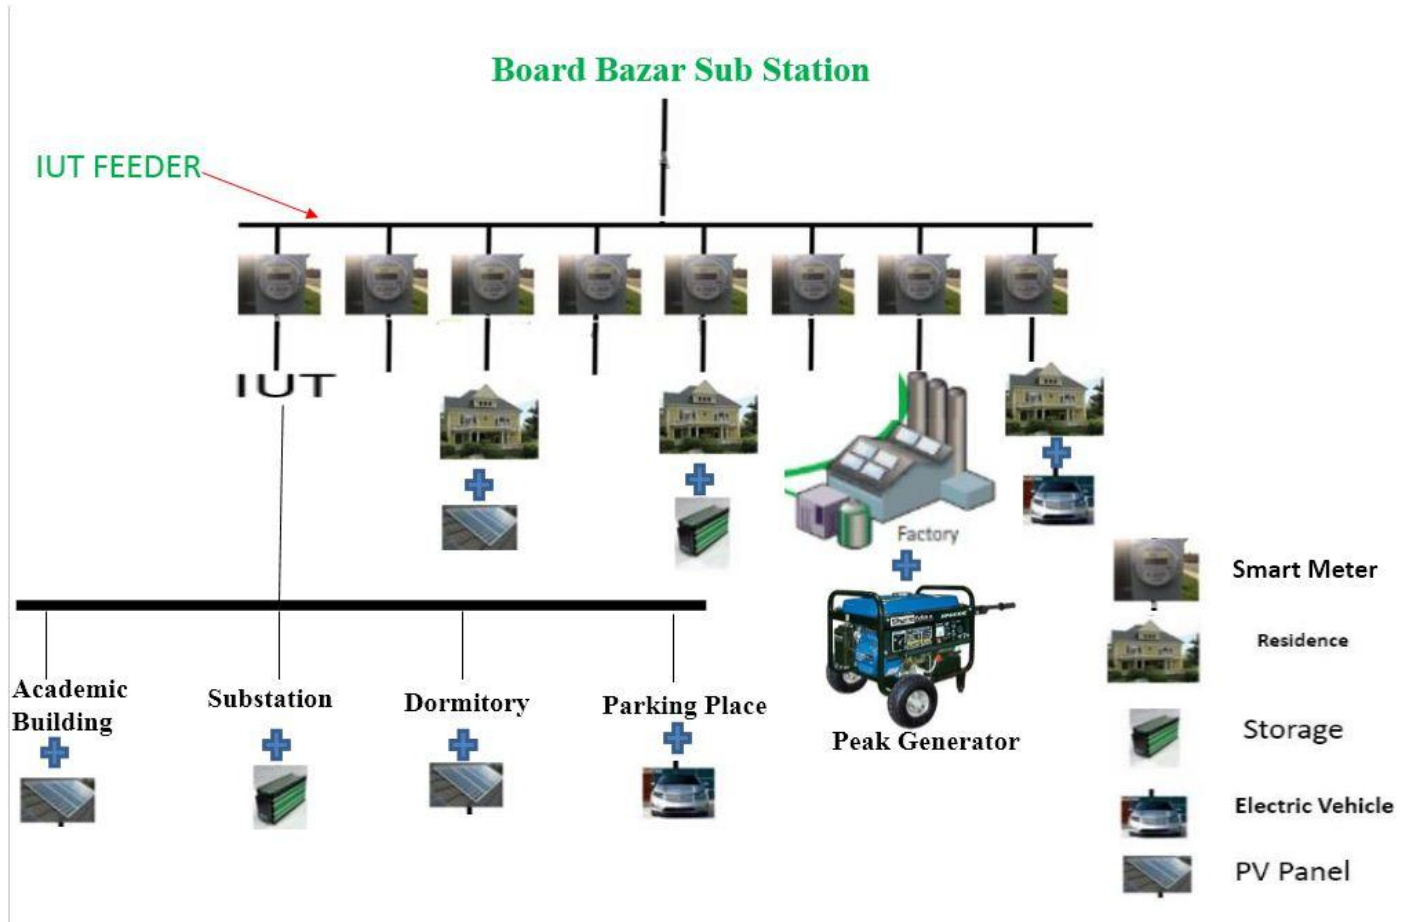 Board Bazar Sub Station
IUT FEEDER
IUT
Factory
Smart Meter
Residence
Academic
Building
Substation
Dormitory
Parking Place
Peak Generator
Storage
Electric Vehicle
PV Panel